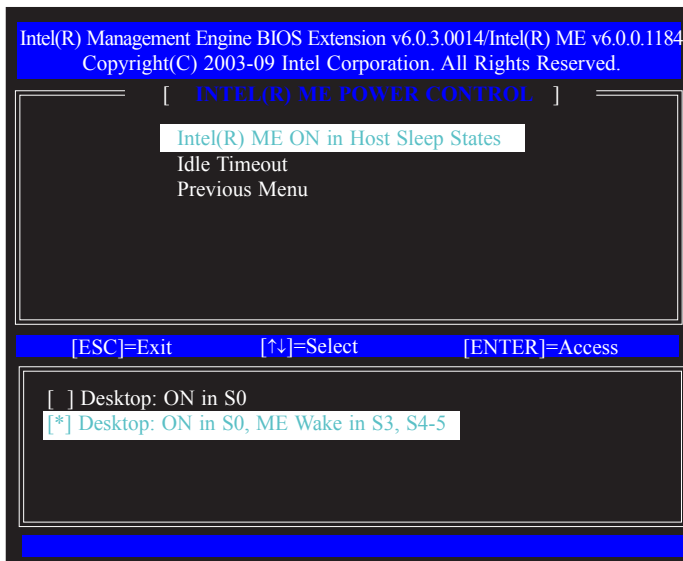 Intel(R) Management Engine BIOS Extension v6.0.3.0014/Intel(R) ME v6.0.0.1184
Copyright(C) 2003-09 Intel Corporation. All Rights Reserved.
[ INTEL(R) ME POWER CONTROL ]
Intel(R) ME ON in Host Sleep States
Idle Timeout
Previous Menu
[ESC]=Exit [↑↓]=Select [ENTER]=Access
[ ] Desktop: ON in S0
[*] Desktop: ON in S0, ME Wake in S3, S4-5